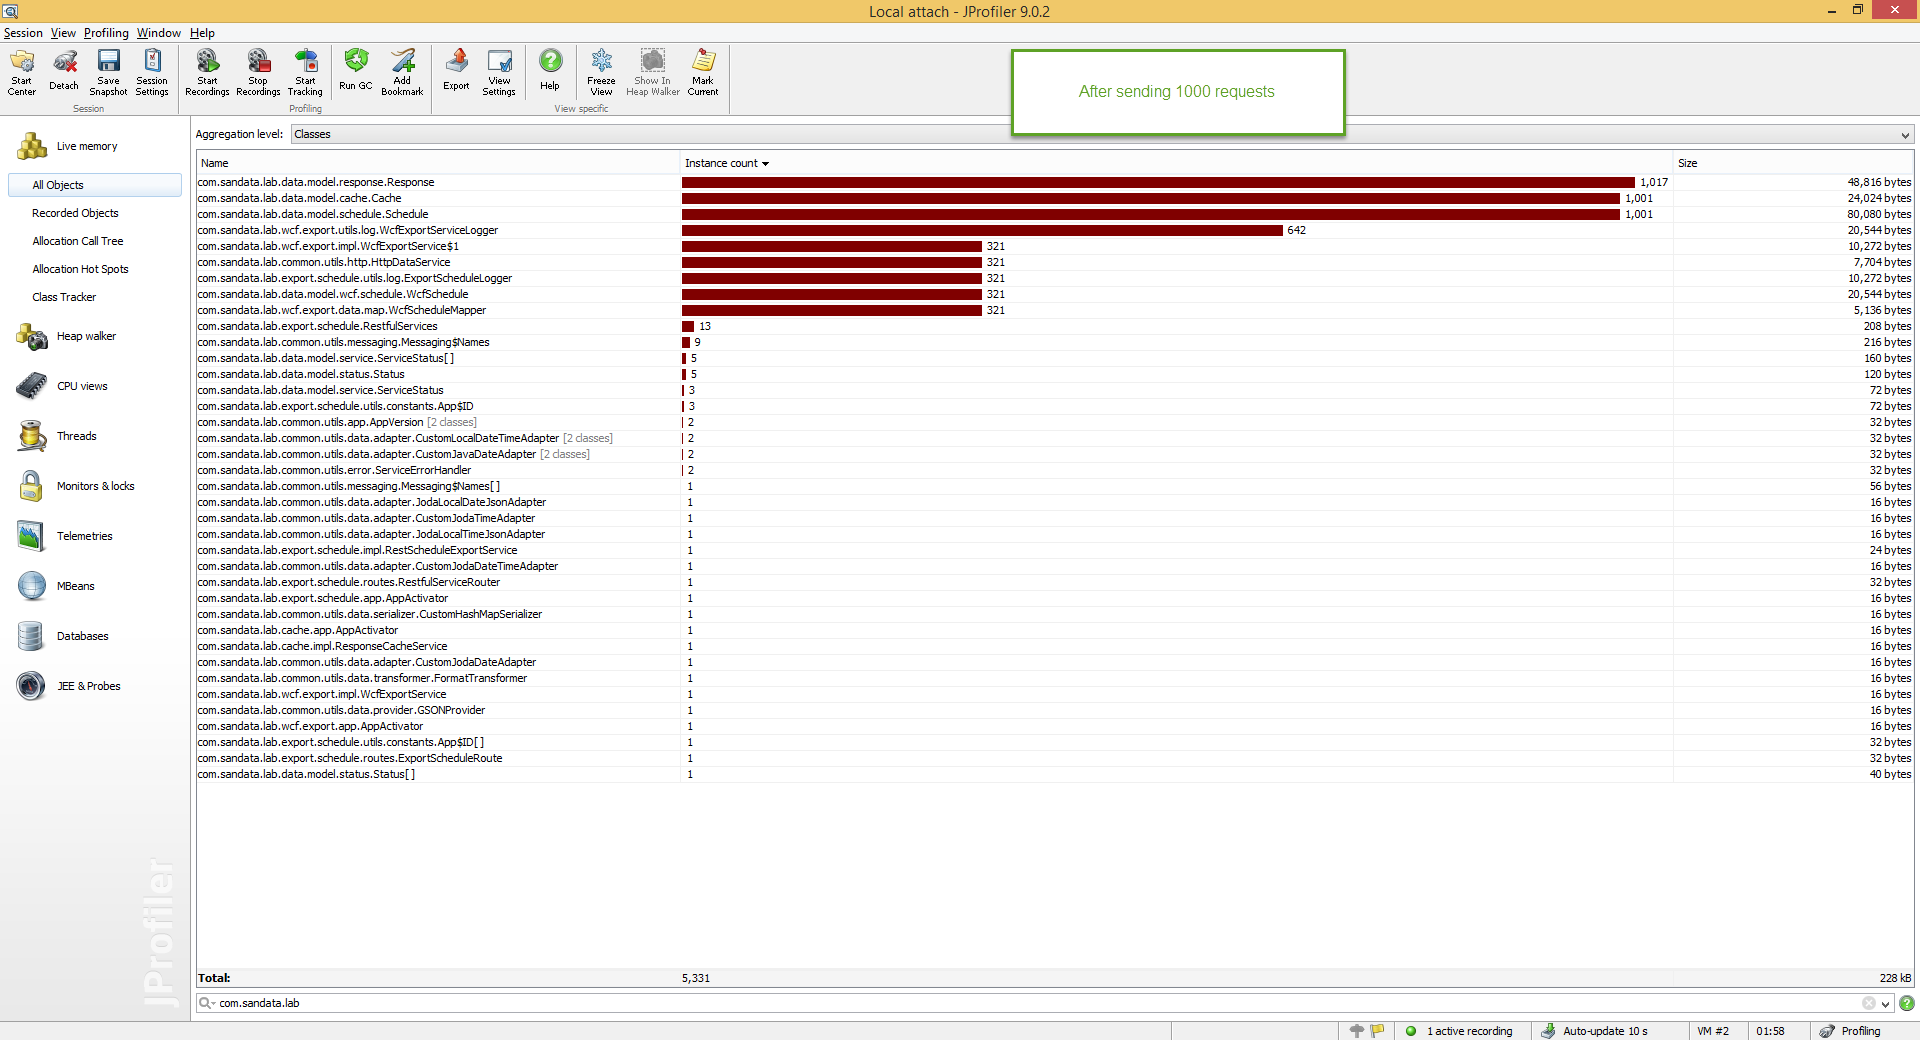 Local attach - JProfiler 9.0.2
Session View Profiling Window Help
Start Center
Detach
Save Snapshot
Session Settings
Start Recordings
Stop Recordings
Start Tracking
Run GC
Add Bookmark
Export
View Settings
Help
Freeze View
Show In Heap Walker
Mark Current
Session
Profiling
View specific
After sending 1000 requests
Live memory
All Objects
Recorded Objects
Allocation Call Tree
Allocation Hot Spots
Class Tracker
Heap walker
CPU views
Threads
Monitors & locks
Telemetries
MBeans
Databases
JEE & Probes
JProfiler
Aggregation level: Classes
Name Instance count Size
com.sandata.lab.data.model.response.Response 1,017 48,816 bytes
com.sandata.lab.data.model.cache.Cache 1,001 24,024 bytes
com.sandata.lab.data.model.schedule.Schedule 1,001 80,080 bytes
com.sandata.lab.wcf.export.utils.log.WcfExportServiceLogger 642 20,544 bytes
com.sandata.lab.wcf.export.impl.WcfExportService$1 321 10,272 bytes
com.sandata.lab.common.utils.http.HttpDataService 321 7,704 bytes
com.sandata.lab.export.schedule.utils.log.ExportScheduleLogger 321 10,272 bytes
com.sandata.lab.data.model.wcf.schedule.WcfSchedule 321 20,544 bytes
com.sandata.lab.wcf.export.data.map.WcfScheduleMapper 321 5,136 bytes
com.sandata.lab.export.schedule.RestfulServices 13 208 bytes
com.sandata.lab.common.utils.messaging.Messaging$Names 9 216 bytes
com.sandata.lab.data.model.service.ServiceStatus[ ] 5 160 bytes
com.sandata.lab.data.model.status.Status 5 120 bytes
com.sandata.lab.data.model.service.ServiceStatus 3 72 bytes
com.sandata.lab.export.schedule.utils.constants.App$ID 3 72 bytes
com.sandata.lab.common.utils.app.AppVersion [2 classes] 2 32 bytes
com.sandata.lab.common.utils.data.adapter.CustomLocalDateTimeAdapter [2 classes] 2 32 bytes
com.sandata.lab.common.utils.data.adapter.CustomJavaDateAdapter [2 classes] 2 32 bytes
com.sandata.lab.common.utils.error.ServiceErrorHandler 2 32 bytes
com.sandata.lab.common.utils.messaging.Messaging$Names[ ] 1 56 bytes
com.sandata.lab.common.utils.data.adapter.JodaLocalDateJsonAdapter 1 16 bytes
com.sandata.lab.common.utils.data.adapter.CustomJodaTimeAdapter 1 16 bytes
com.sandata.lab.common.utils.data.adapter.JodaLocalTimeJsonAdapter 1 16 bytes
com.sandata.lab.export.schedule.impl.RestScheduleExportService 1 24 bytes
com.sandata.lab.common.utils.data.adapter.CustomJodaDateTimeAdapter 1 16 bytes
com.sandata.lab.export.schedule.routes.RestfulServiceRouter 1 32 bytes
com.sandata.lab.export.schedule.app.AppActivator 1 16 bytes
com.sandata.lab.common.utils.data.serializer.CustomHashMapSerializer 1 16 bytes
com.sandata.lab.cache.app.AppActivator 1 16 bytes
com.sandata.lab.cache.impl.ResponseCacheService 1 16 bytes
com.sandata.lab.common.utils.data.adapter.CustomJodaDateAdapter 1 16 bytes
com.sandata.lab.common.utils.data.transformer.FormatTransformer 1 16 bytes
com.sandata.lab.wcf.export.impl.WcfExportService 1 16 bytes
com.sandata.lab.common.utils.data.provider.GSONProvider 1 16 bytes
com.sandata.lab.wcf.export.app.AppActivator 1 16 bytes
com.sandata.lab.export.schedule.utils.constants.App$ID[ ] 1 32 bytes
com.sandata.lab.export.schedule.routes.ExportScheduleRoute 1 32 bytes
com.sandata.lab.data.model.status.Status[ ] 1 40 bytes
Total: 5,331 228 kB
com.sandata.lab
1 active recording Auto-update 10 s VM #2 01:58 Profiling